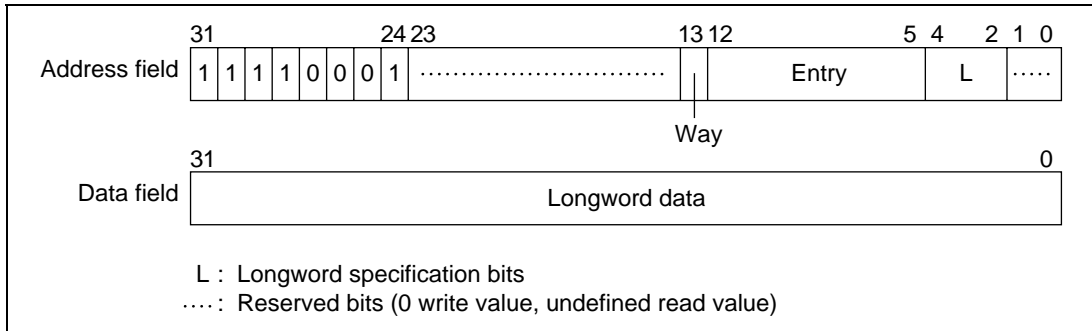 31 24 23 13 12 5 4 2 1 0
Address field 1 1 1 1 0 0 0 1 Entry L
Way
31 0
Data field Longword data
L : Longword specification bits
····· : Reserved bits (0 write value, undefined read value)